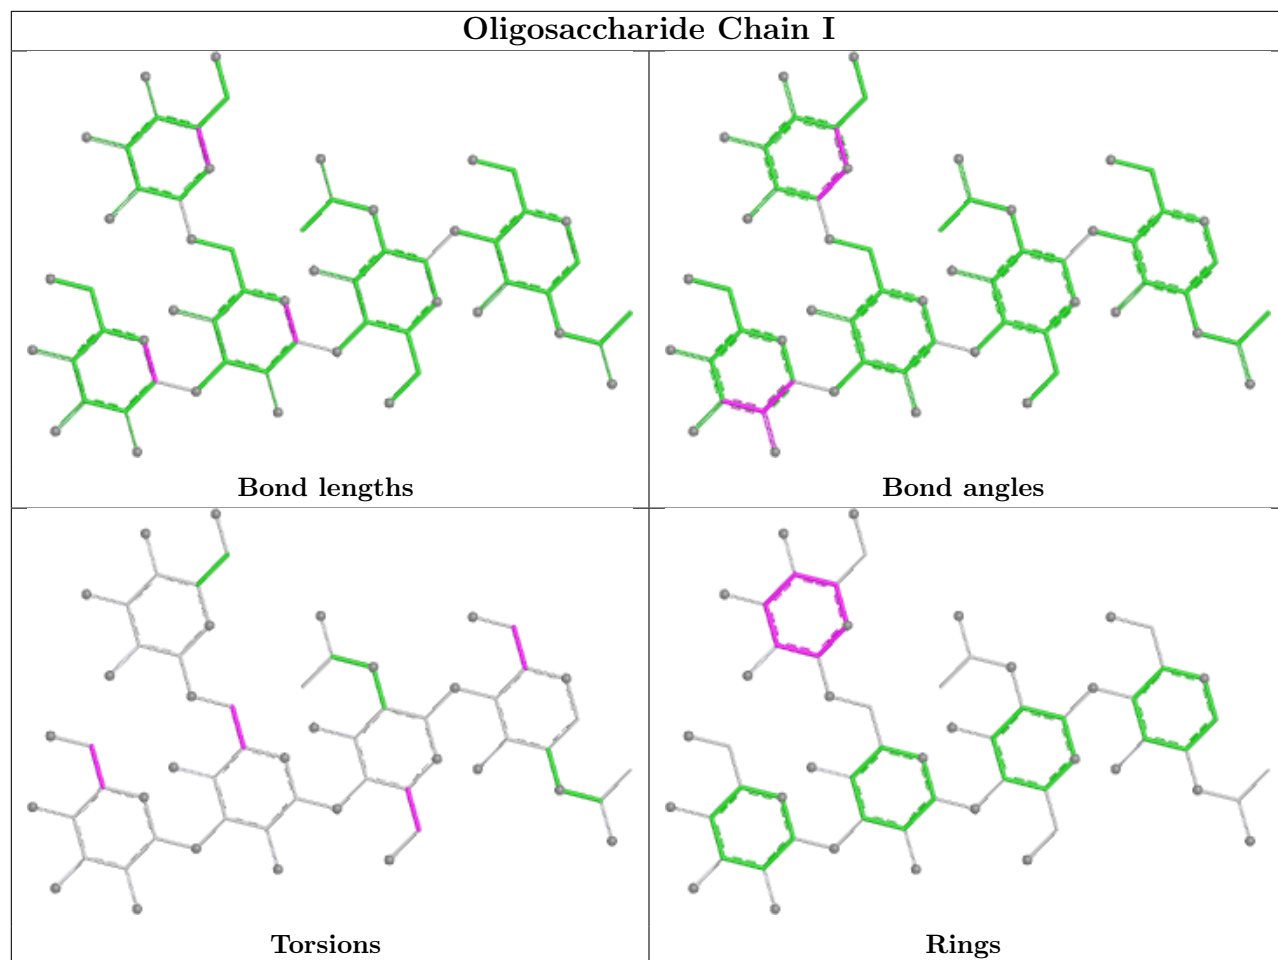 Oligosaccharide Chain I
Bond lengths
Bond angles
Torsions
Rings